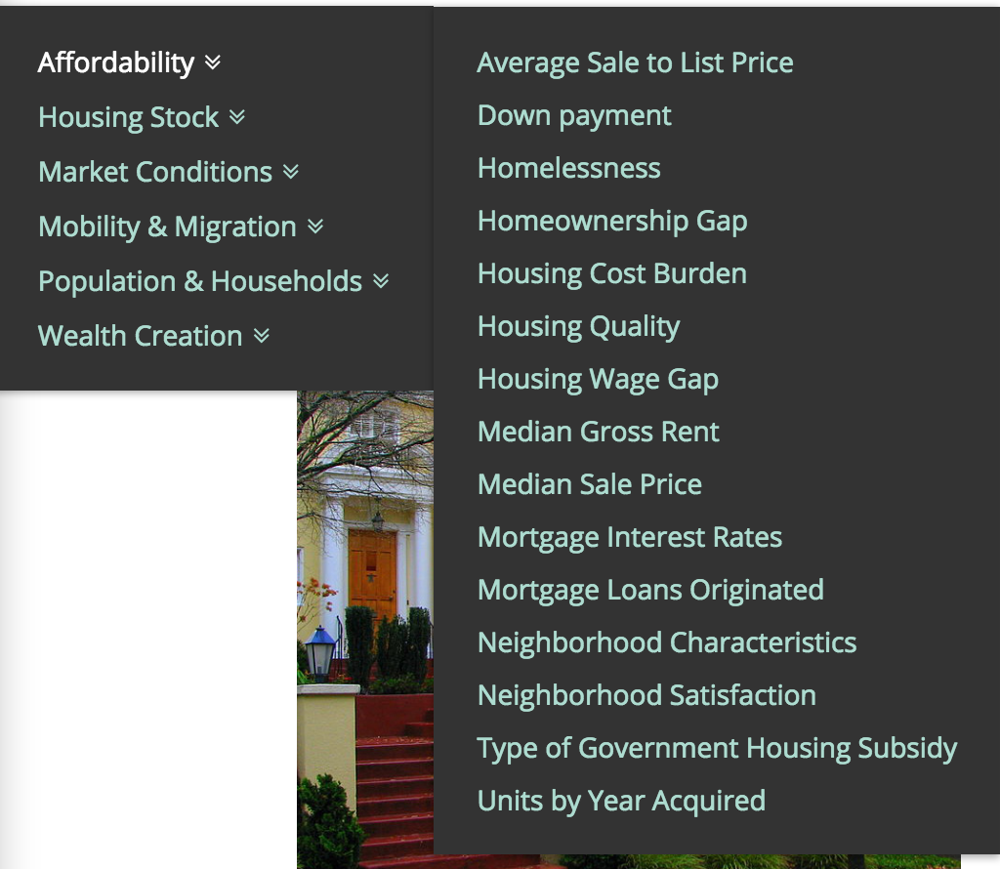 Affordability
Housing Stock
Market Conditions
Mobility & Migration
Population & Households
Wealth Creation
Average Sale to List Price
Down payment
Homelessness
Homeownership Gap
Housing Cost Burden
Housing Quality
Housing Wage Gap
Median Gross Rent
Median Sale Price
Mortgage Interest Rates
Mortgage Loans Originated
Neighborhood Characteristics
Neighborhood Satisfaction
Type of Government Housing Subsidy
Units by Year Acquired